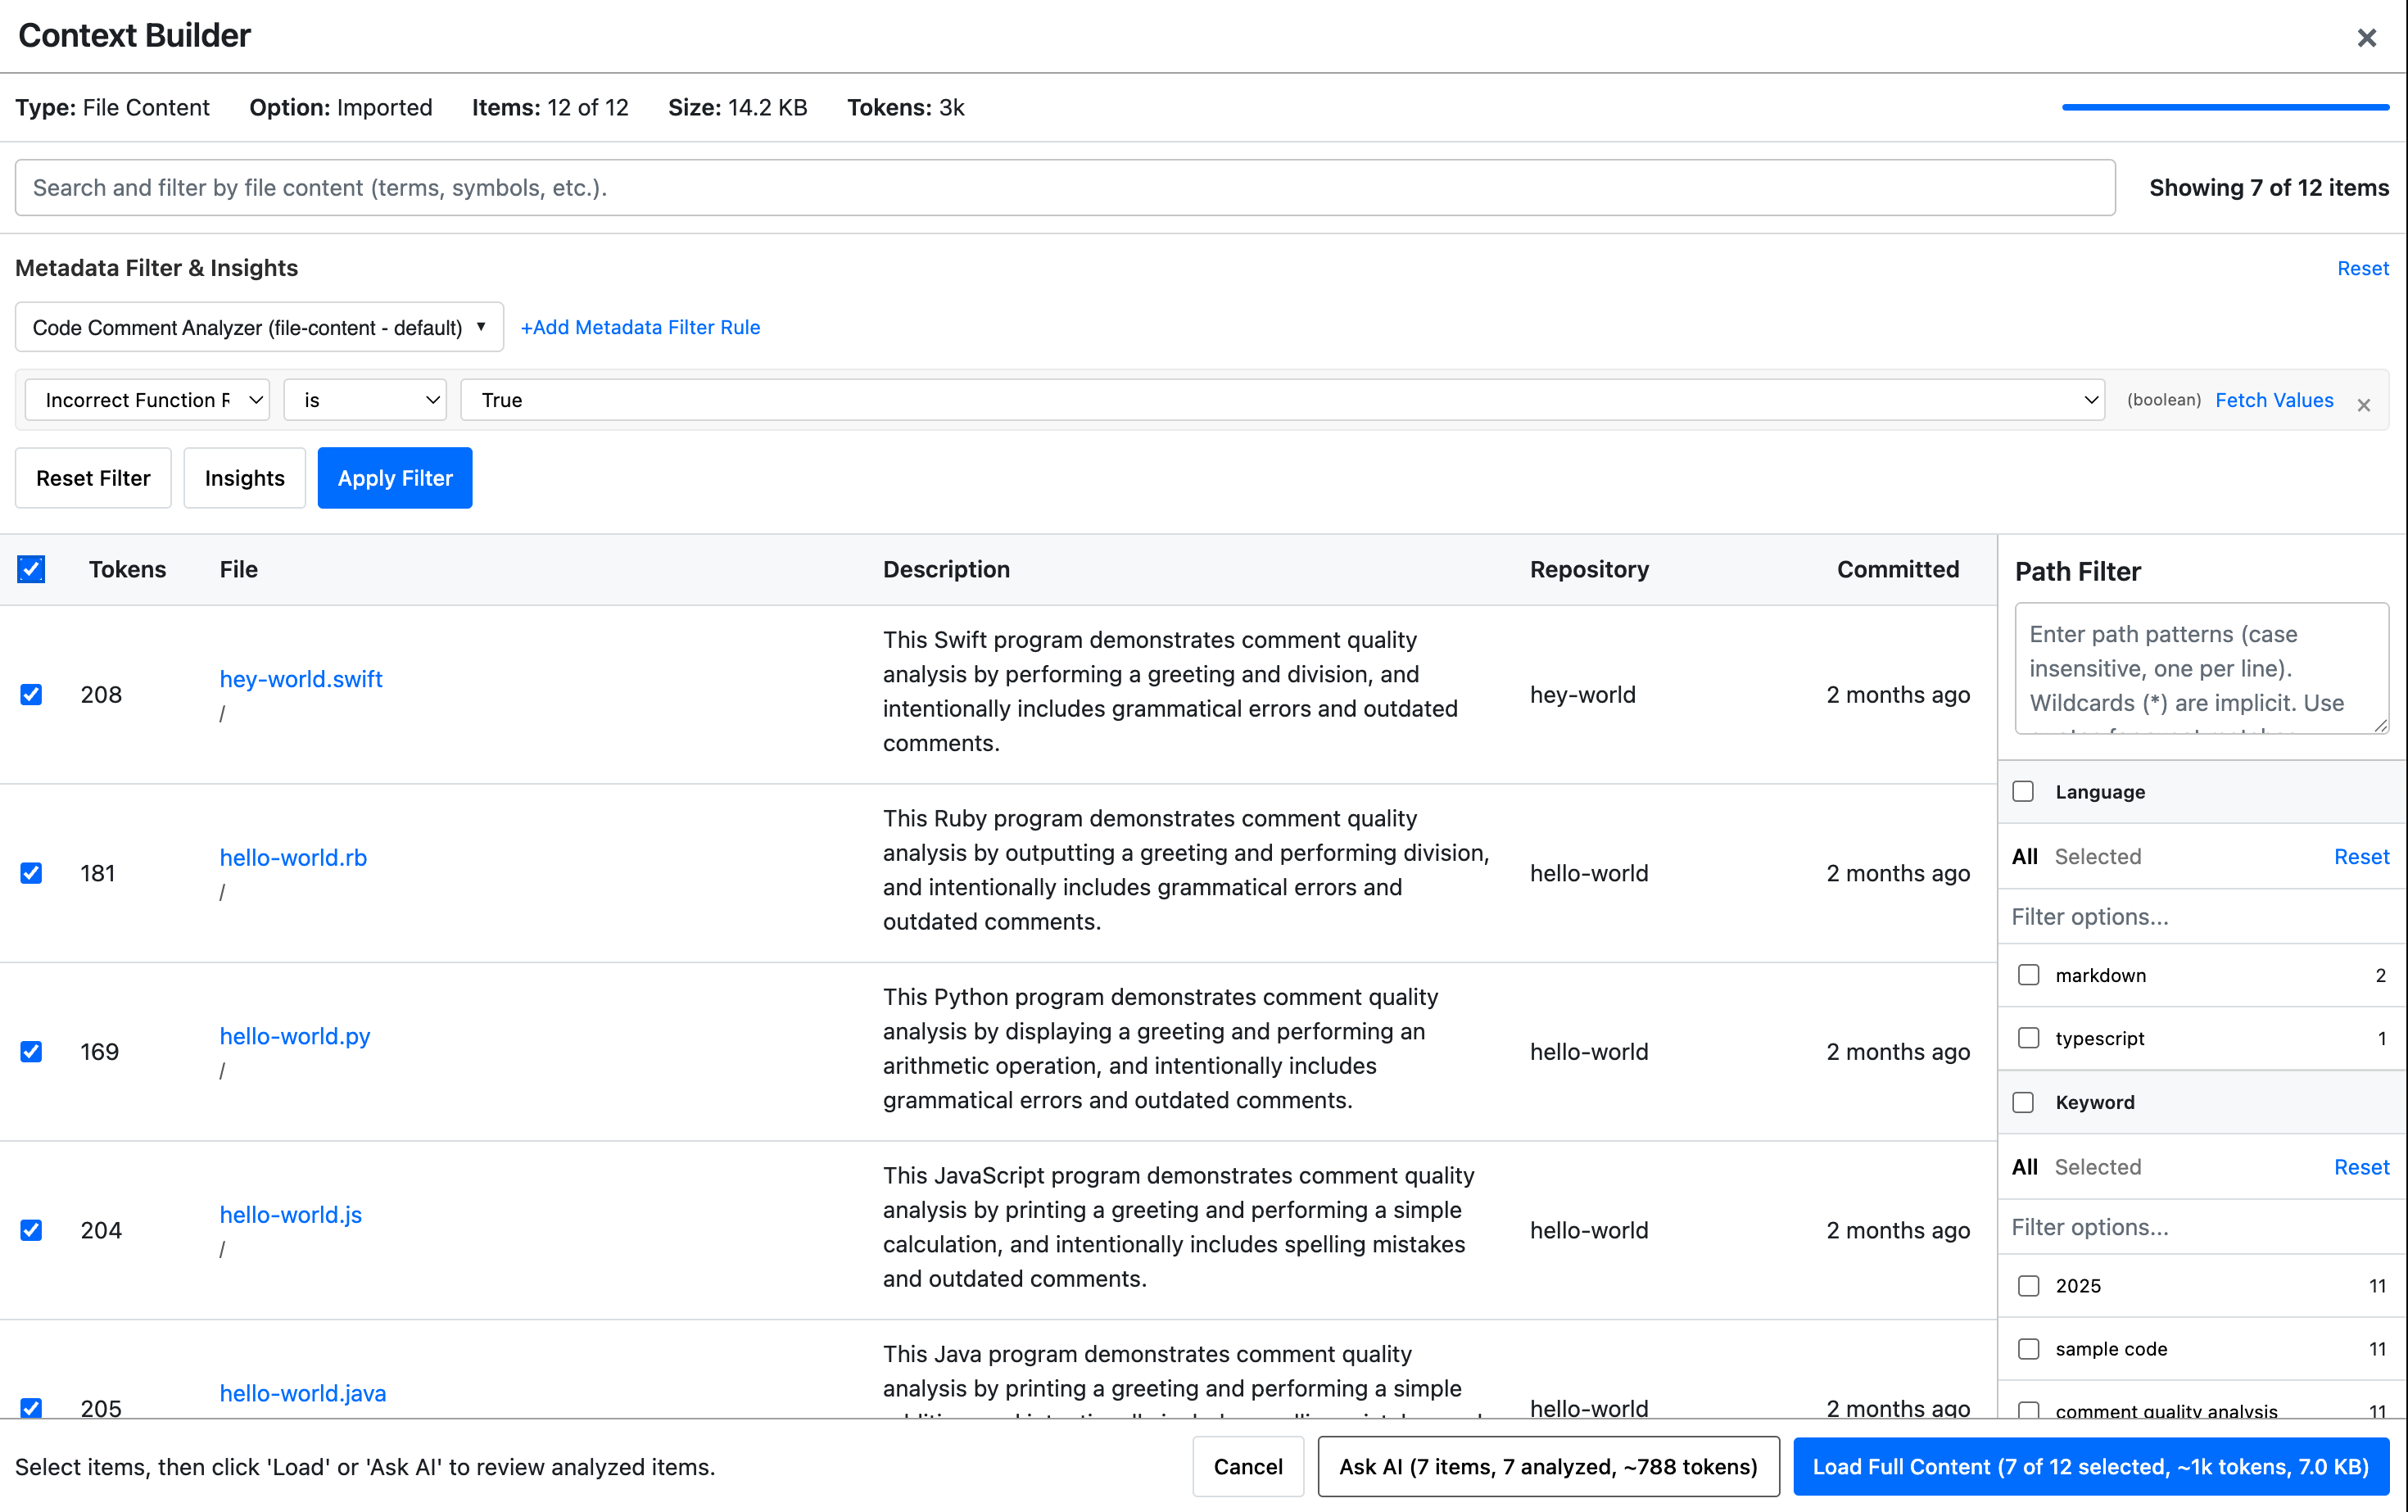 Context Builder
×
Type: File Content Option: Imported Items: 12 of 12 Size: 14.2 KB Tokens: 3k
Search and filter by file content (terms, symbols, etc.).
Showing 7 of 12 items
Metadata Filter & Insights
Reset
Code Comment Analyzer (file-content - default) ▼
+Add Metadata Filter Rule
Incorrect Function R
is
True
(boolean)
Fetch Values
×
Reset Filter
Insights
Apply Filter
Tokens File Description Repository Committed
208
hey-world.swift
/
This Swift program demonstrates comment quality
analysis by performing a greeting and division, and
intentionally includes grammatical errors and outdated
comments.
hey-world
2 months ago
181
hello-world.rb
/
This Ruby program demonstrates comment quality
analysis by outputting a greeting and performing division,
and intentionally includes grammatical errors and
outdated comments.
hello-world
2 months ago
169
hello-world.py
/
This Python program demonstrates comment quality
analysis by displaying a greeting and performing an
arithmetic operation, and intentionally includes
grammatical errors and outdated comments.
hello-world
2 months ago
204
hello-world.js
/
This JavaScript program demonstrates comment quality
analysis by printing a greeting and performing a simple
calculation, and intentionally includes spelling mistakes
and outdated comments.
hello-world
2 months ago
205
hello-world.java
This Java program demonstrates comment quality
analysis by printing a greeting and performing a simple
hello-world
2 months ago
Path Filter
Enter path patterns (case
insensitive, one per line).
Wildcards (*) are implicit. Use
Language
All Selected Reset
Filter options...
markdown 2
typescript 1
Keyword
All Selected Reset
Filter options...
2025 11
sample code 11
comment quality analysis 11
Select items, then click 'Load' or 'Ask AI' to review analyzed items.
Cancel
Ask AI (7 items, 7 analyzed, ~788 tokens)
Load Full Content (7 of 12 selected, ~1k tokens, 7.0 KB)